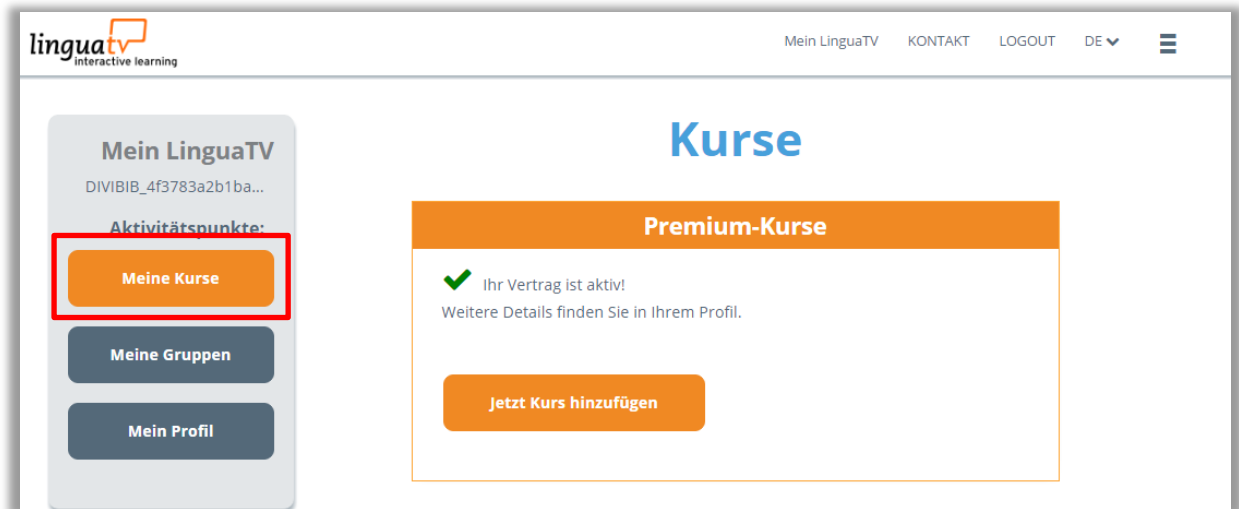 linguatv
interactive learning
Mein LinguaTV KONTAKT LOGOUT DE
Mein LinguaTV
DIVIBIB_4f3783a2b1ba...
Aktivitätspunkte:
Meine Kurse
Meine Gruppen
Mein Profil
Kurse
Premium-Kurse
Ihr Vertrag ist aktiv!
Weitere Details finden Sie in Ihrem Profil.
Jetzt Kurs hinzufügen